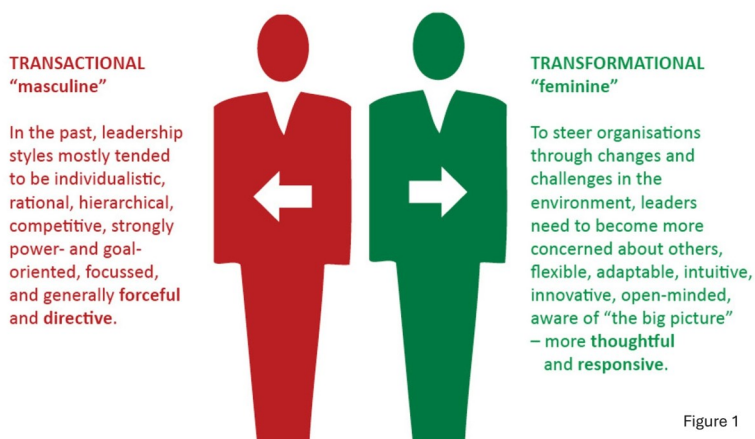 TRANSACTIONAL
“masculine”
In the past, leadership
styles mostly tended
to be individualistic,
rational, hierarchical,
competitive, strongly
power- and goal-
oriented, focussed,
and generally forceful
and directive.
TRANSFORMATIONAL
“feminine”
To steer organisations
through changes and
challenges in the
environment, leaders
need to become more
concerned about others,
flexible, adaptable, intuitive,
innovative, open-minded,
aware of “the big picture”
– more thoughtful
and responsive.
Figure 1